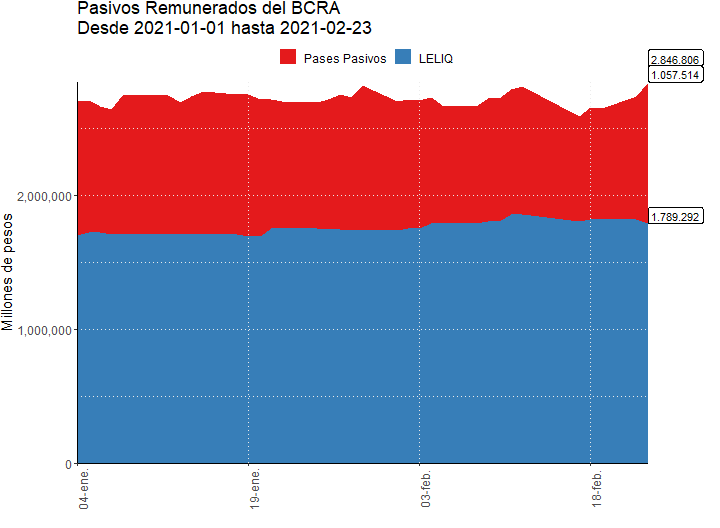 Pasivos Remunerados del BCRA
Desde 2021-01-01 hasta 2021-02-23
Pases Pasivos
LELIQ
2.846.806
1.057.514
1.789.292
Millones de pesos
2,000,000
1,000,000
0
04-ene.
19-ene.
03-feb.
18-feb.